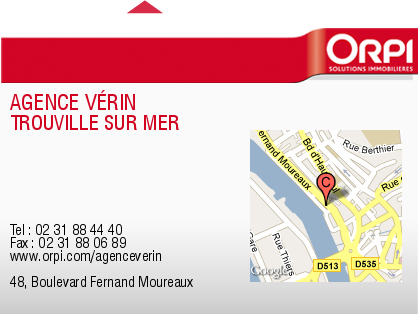 ORPI
SOLUTIONS IMMOBILIÈRES
AGENCE VÉRIN
TROUVILLE SUR MER
Tel : 02 31 88 44 40
Fax : 02 31 88 06 89
www.orpi.com/agenceverin
48, Boulevard Fernand Moureaux
ernand Moureaux
Bd d'Hau
Rue Berthier
Rue
C
Rue Thiers
Google
D513
D535